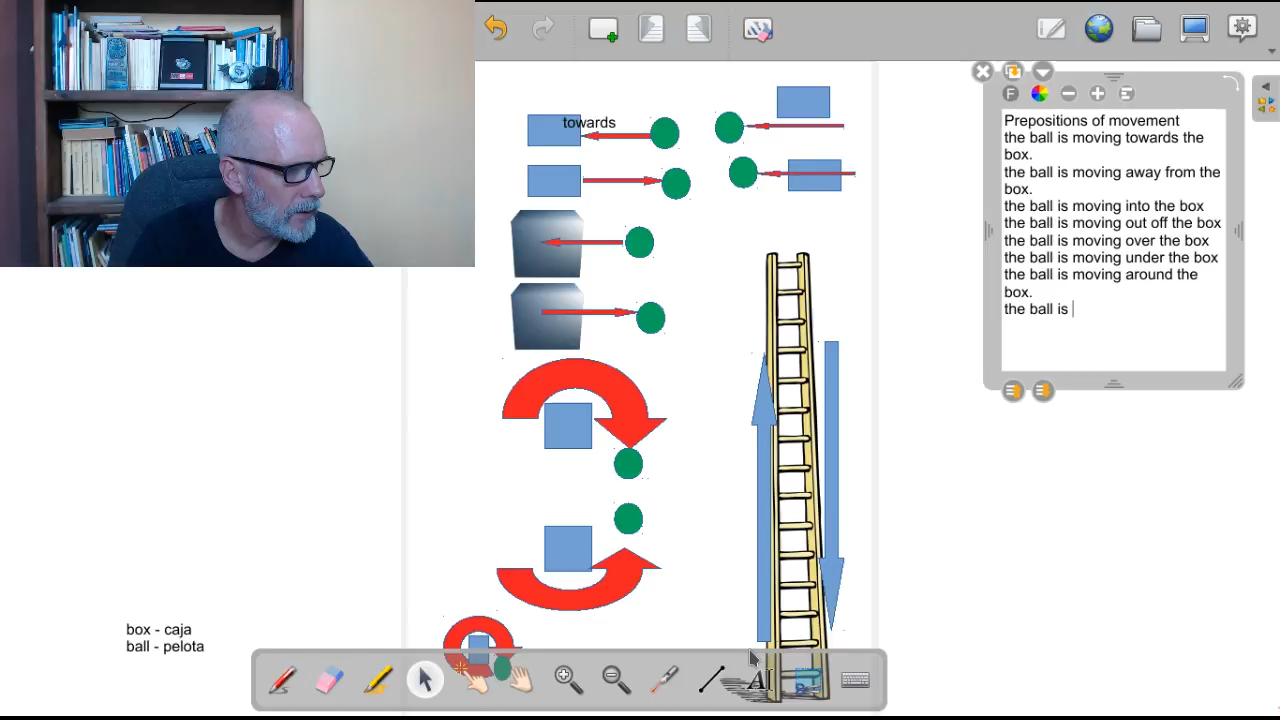 towards
Prepositions of movement
the ball is moving towards the
box.
the ball is moving away from the
box.
the ball is moving into the box
the ball is moving out off the box
the ball is moving over the box
the ball is moving under the box
the ball is moving around the
box.
the ball is
box - caja
ball - pelota